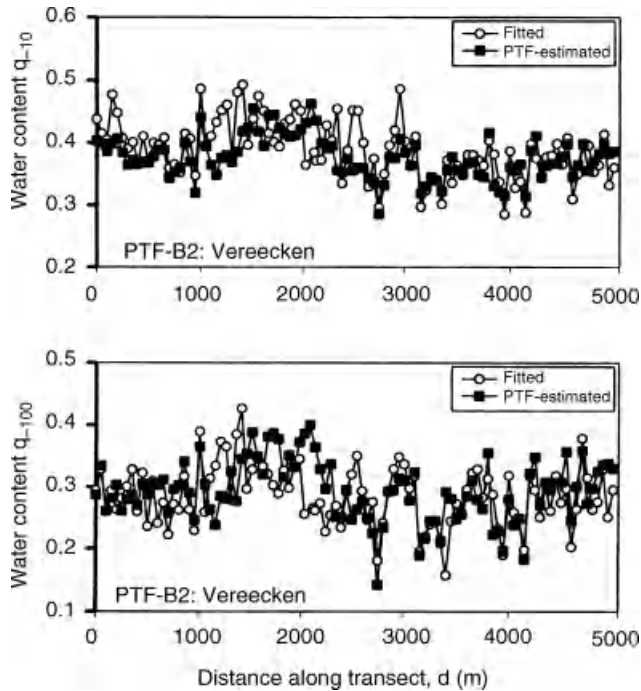 0.6
0.5
0.4
0.3
0.2
Water content q–10
Fitted
PTF-estimated
PTF-B2: Vereecken
0 1000 2000 3000 4000 5000
0.5
0.4
0.3
0.2
0.1
Water content q–100
Fitted
PTF-estimated
PTF-B2: Vereecken
0 1000 2000 3000 4000 5000
Distance along transect, d (m)